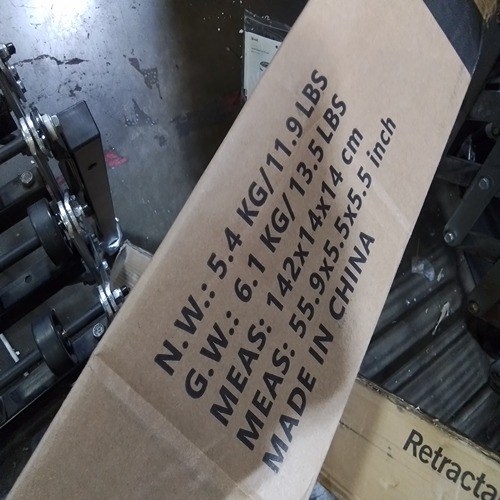 N.W.: 5.4 KG/11.9 LBS
G.W.: 6.1 KG/13.5 LBS
MEAS: 142x14x14 cm
MEAS: 55.9x5.5x5.5 inch
MADE IN CHINA
Retracta